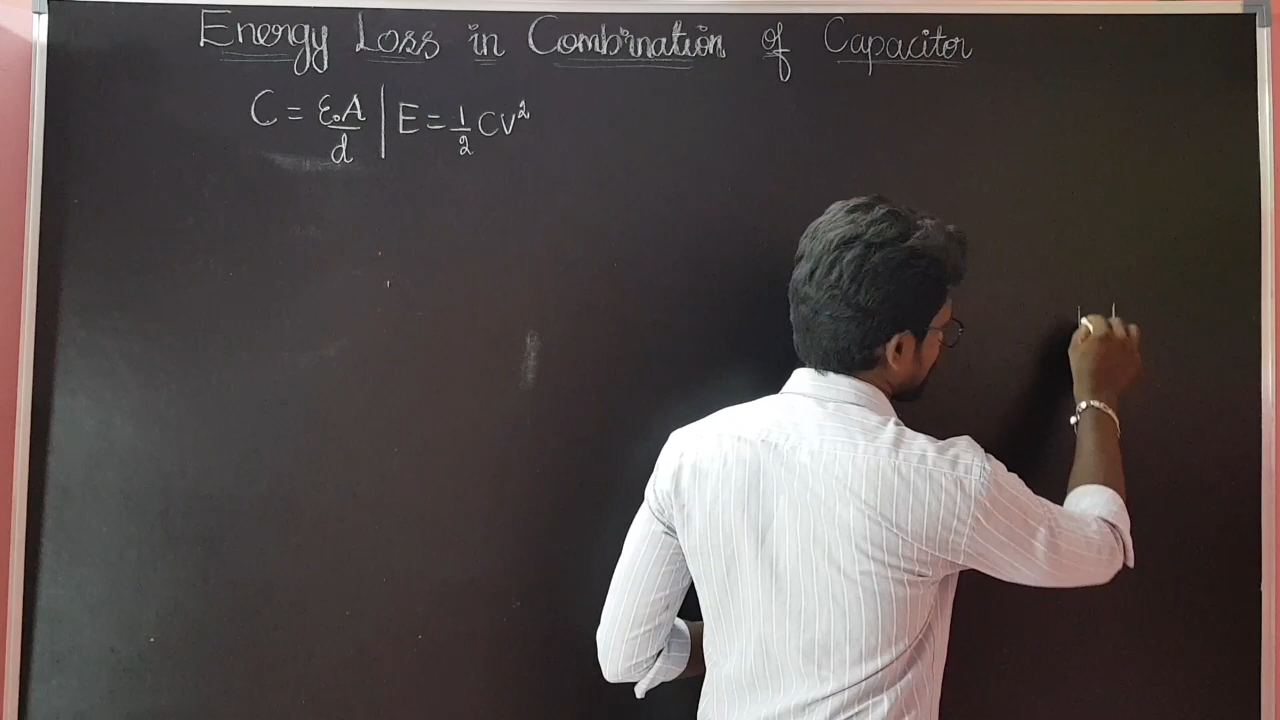 Energy Loss in Combination of Capacitor
C = ε₀A/d | E = 1/2 CV²